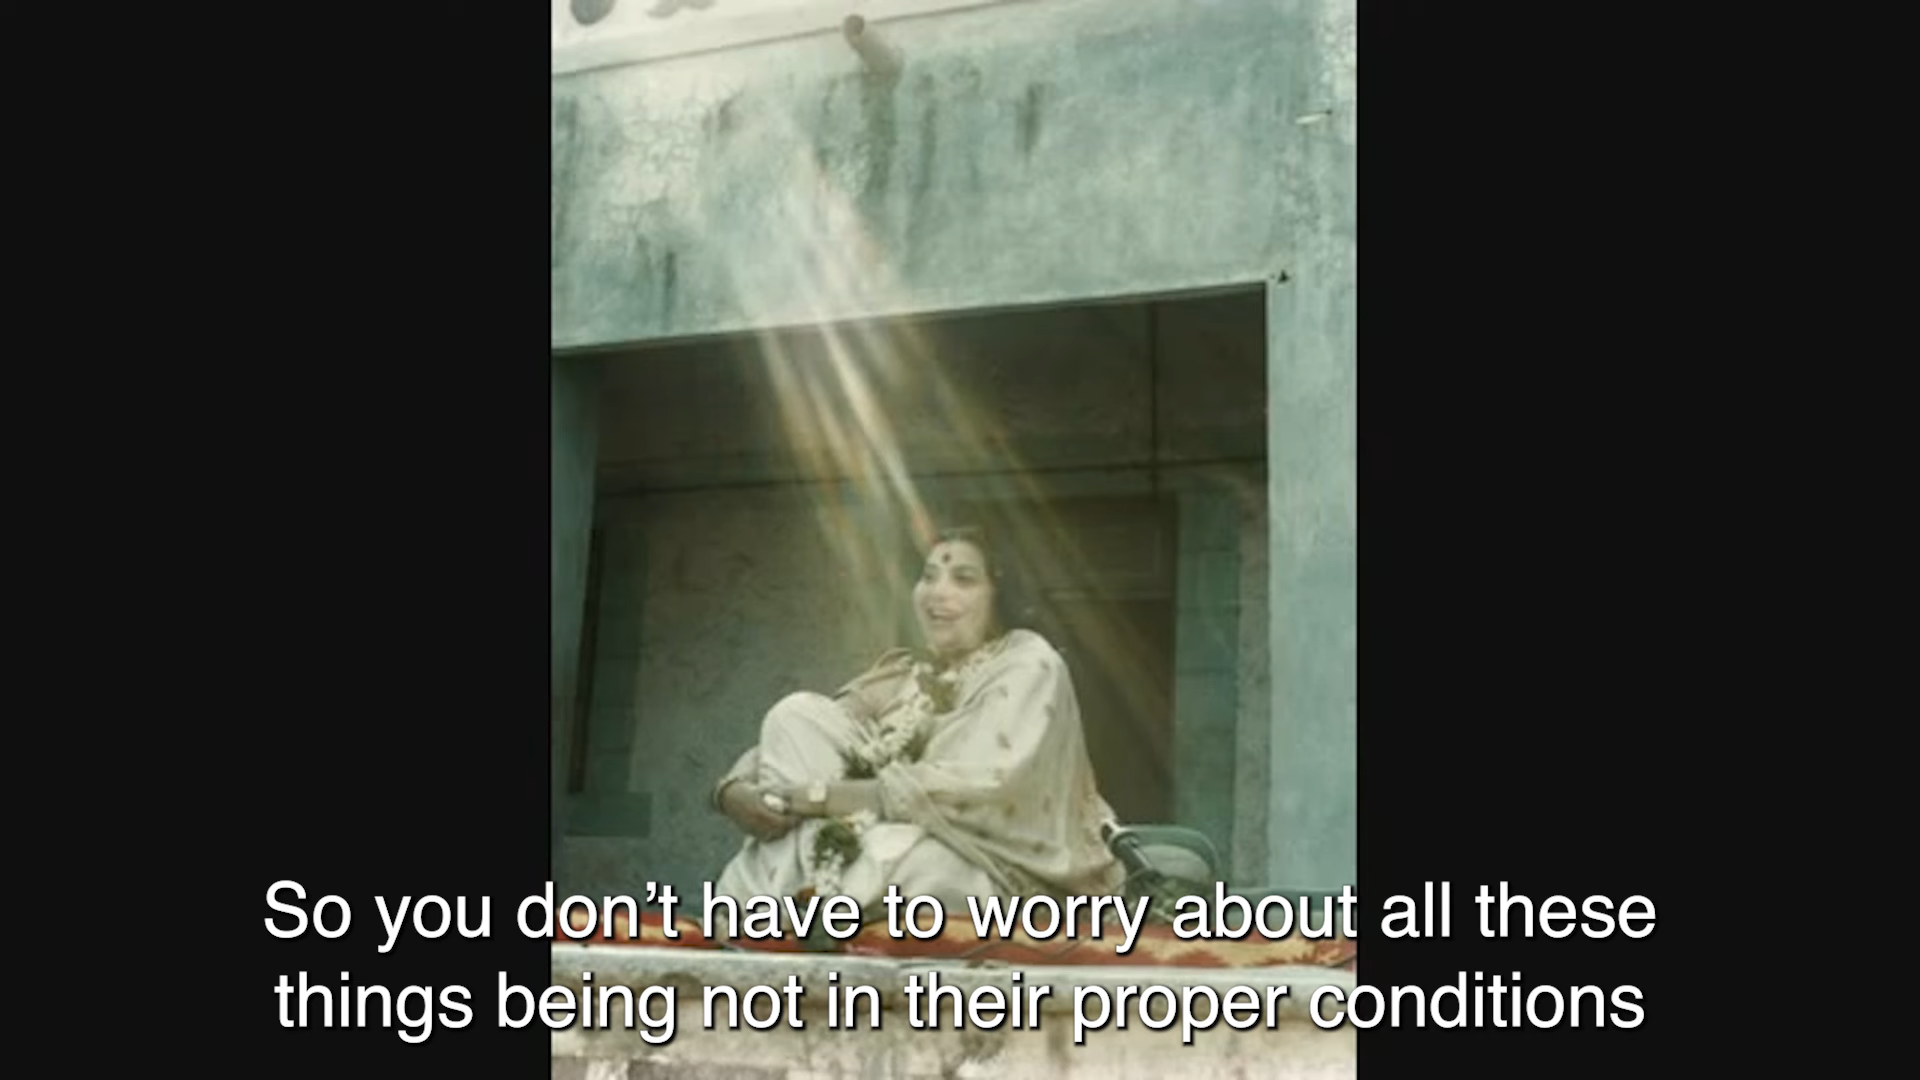 So you don’t have to worry about all these
things being not in their proper conditions